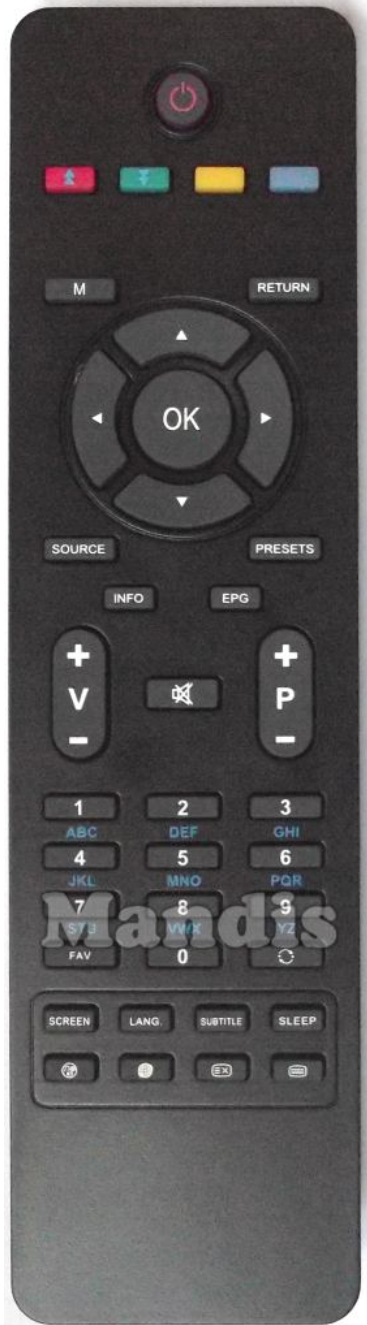 M RETURN
OK
SOURCE PRESETS
INFO EPG
+ +
V P
- -
1 2 3
ABC DEF GHI
4 5 6
JKL MNO PQR
7 8 9
STU VWX YZ
Mandis
FAV 0
SCREEN LANG. SUBTITLE SLEEP